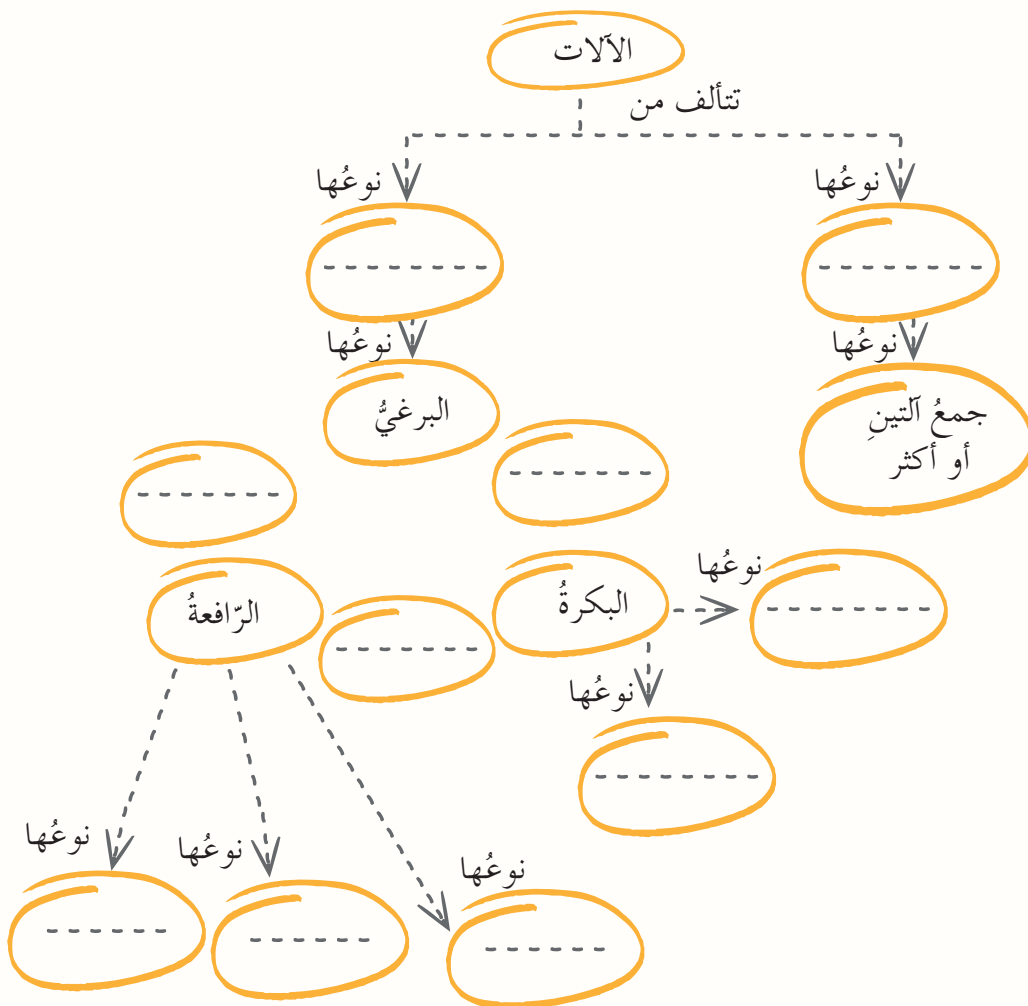 الآلات
تتألف من
نوعُها
نوعُها
نوعُها
نوعُها
جمعُ آلتينِ
أو أكثر
البرغيُّ
البكرةُ
نوعُها
الرّافعةُ
نوعُها
نوعُها
نوعُها
نوعُها